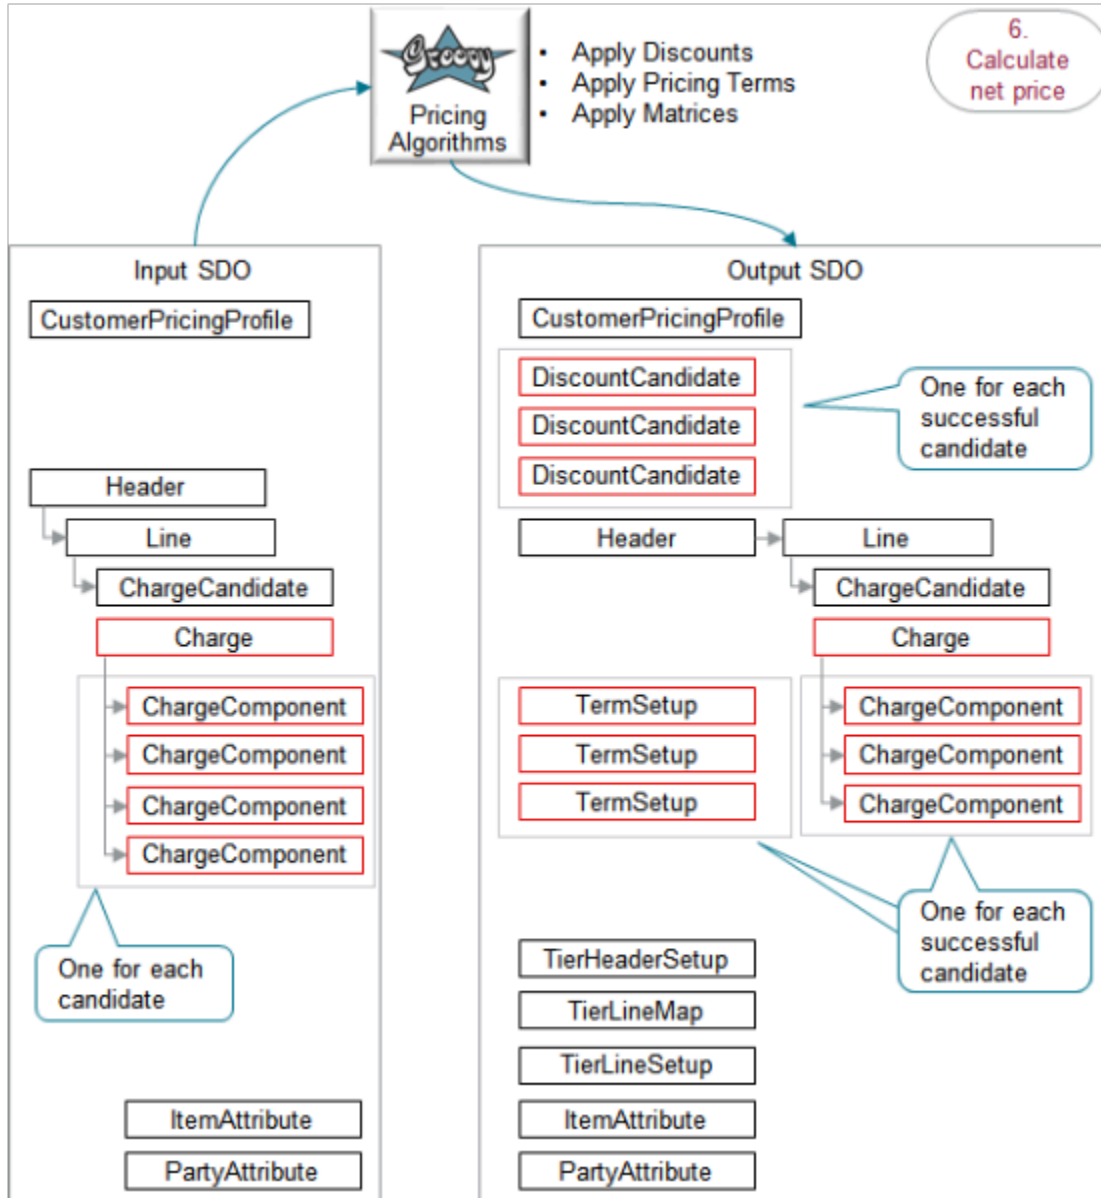 Groovy
Pricing
Algorithms
• Apply Discounts
• Apply Pricing Terms
• Apply Matrices
6.
Calculate
net price
Input SDO
CustomerPricingProfile
Header
Line
ChargeCandidate
Charge
ChargeComponent
ChargeComponent
ChargeComponent
ChargeComponent
One for each
candidate
ItemAttribute
PartyAttribute
Output SDO
CustomerPricingProfile
DiscountCandidate
DiscountCandidate
DiscountCandidate
One for each
successful
candidate
Header
Line
ChargeCandidate
Charge
TermSetup
TermSetup
TermSetup
ChargeComponent
ChargeComponent
ChargeComponent
One for each
successful
candidate
TierHeaderSetup
TierLineMap
TierLineSetup
ItemAttribute
PartyAttribute